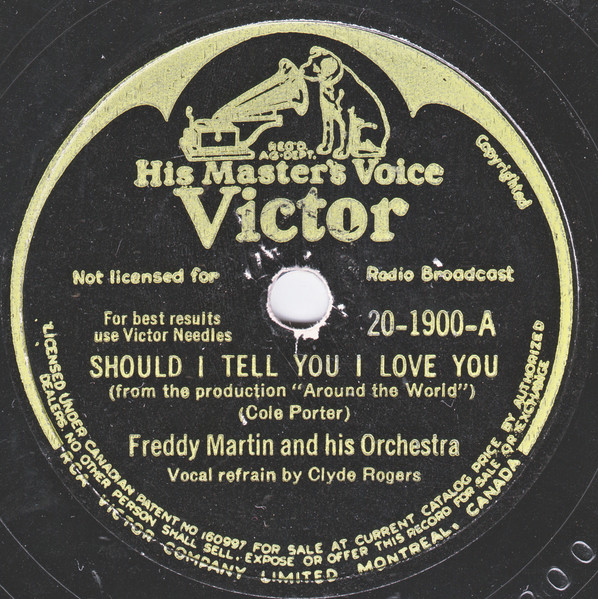 REG'D.
AG. DEPT.
His Master's Voice
Victor
Copyrighted
Not licensed for Radio Broadcast
For best results
use Victor Needles
20-1900-A
SHOULD I TELL YOU I LOVE YOU
(from the production "Around the World")
(Cole Porter)
Freddy Martin and his Orchestra
Vocal refrain by Clyde Rogers
LICENSED UNDER CANADIAN PATENT NO 160997 FOR SALE AT CURRENT CATALOG PRICE BY AUTHORIZED
DEALERS. NO OTHER PERSON SHALL SELL, EXPOSE OR OFFER THIS RECORD FOR SALE OR EXCHANGE
RCA VICTOR COMPANY LIMITED MONTREAL, CANADA